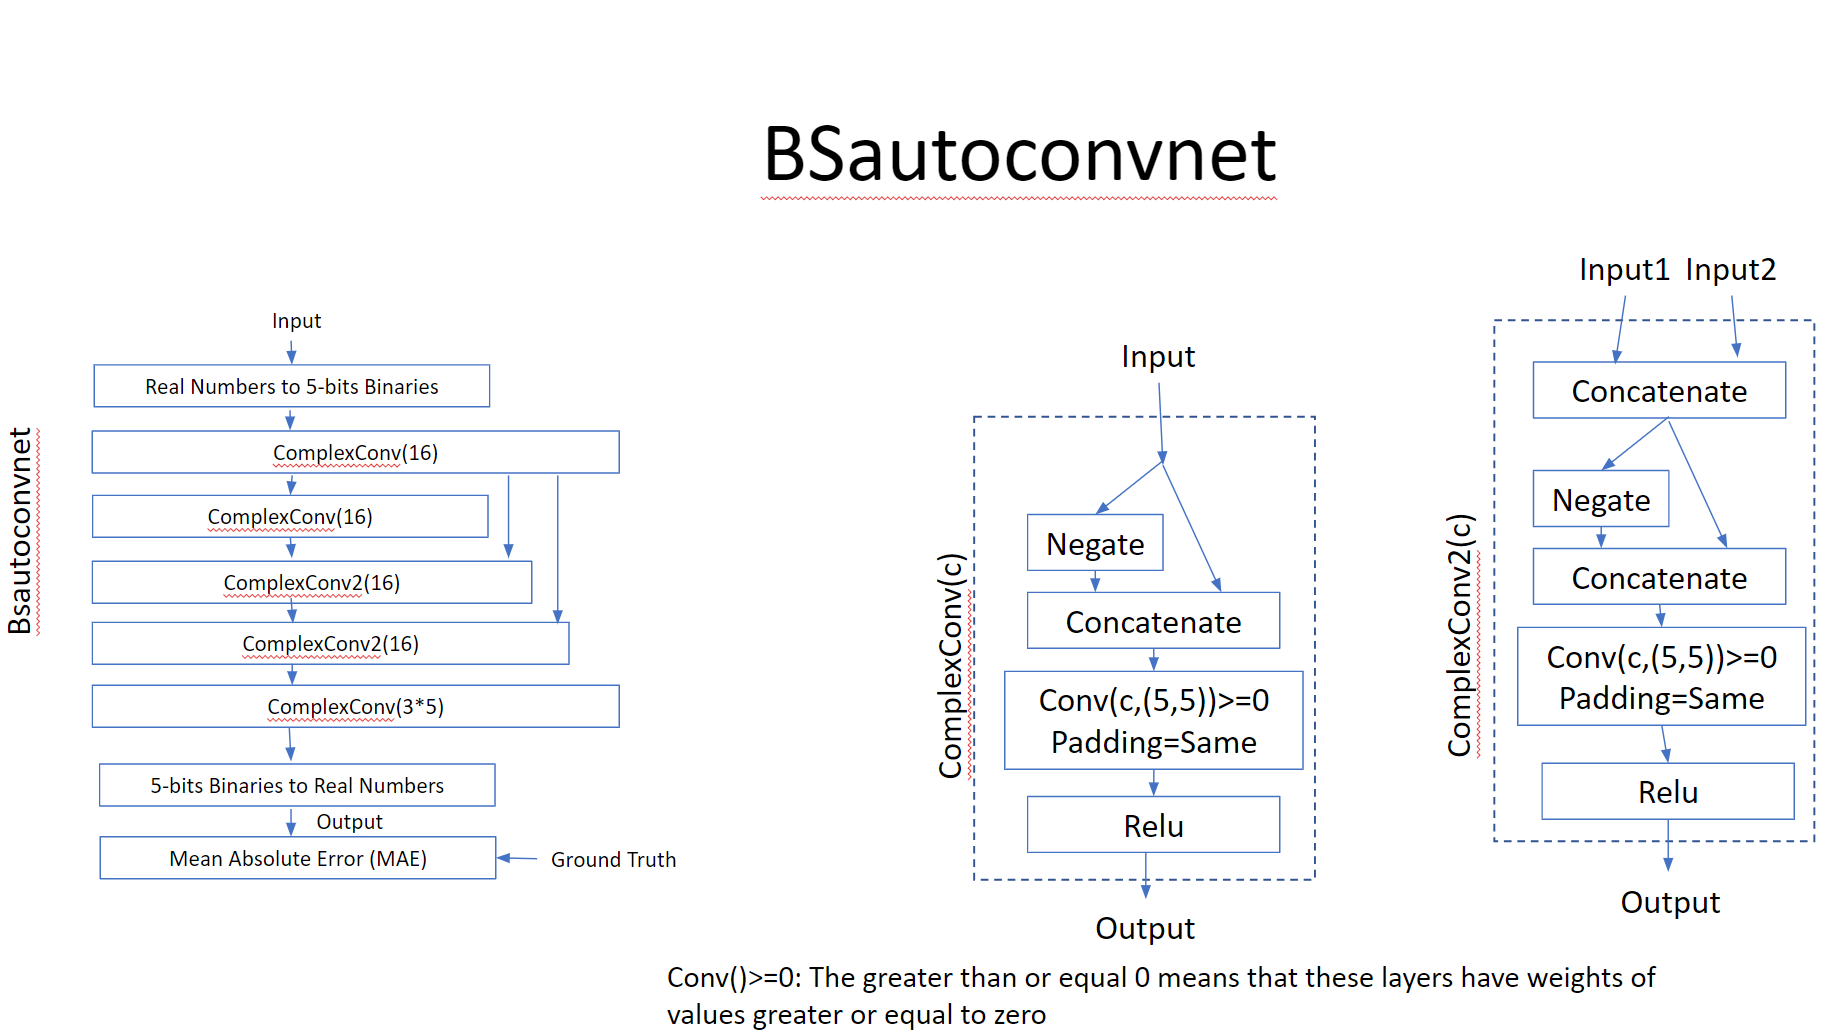 BSautoconvnet
Bsautoconvnet
Input
Real Numbers to 5-bits Binaries
ComplexConv(16)
ComplexConv(16)
ComplexConv2(16)
ComplexConv2(16)
ComplexConv(3*5)
5-bits Binaries to Real Numbers
Output
Mean Absolute Error (MAE)
Ground Truth
ComplexConv(c)
Input
Negate
Concatenate
Conv(c,(5,5))>=0
Padding=Same
Relu
Output
ComplexConv2(c)
Input1 Input2
Concatenate
Negate
Concatenate
Conv(c,(5,5))>=0
Padding=Same
Relu
Output
Conv()>=0: The greater than or equal 0 means that these layers have weights of
values greater or equal to zero